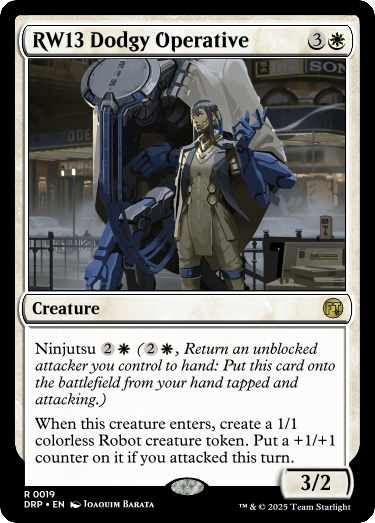 RW13 Dodgy Operative 3
SON
Creature
FT
Ninjutsu 2 (2, Return an unblocked
attacker you control to hand: Put this card onto
the battlefield from your hand tapped and
attacking.)
When this creature enters, create a 1/1
colorless Robot creature token. Put a +1/+1
counter on it if you attacked this turn.
3/2
R 0019
DRP • EN Joaquim Barata
™ & © 2025 Team Starlight